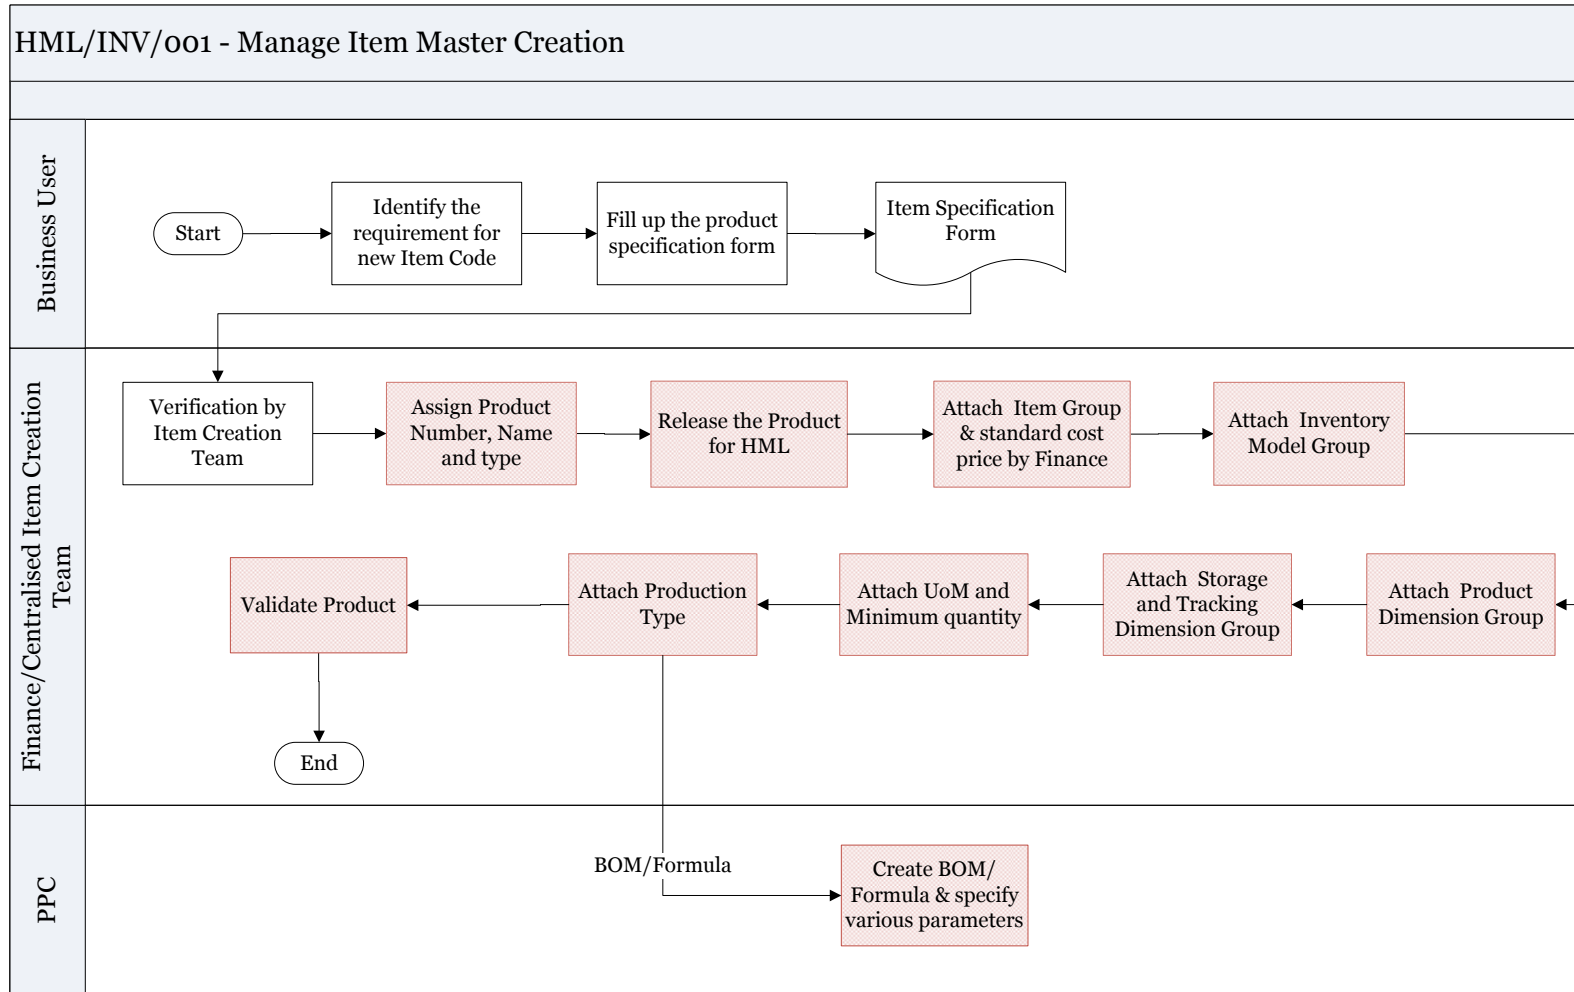 HML/INV/001 - Manage Item Master Creation
Business User
Start
Identify the
requirement for
new Item Code
Fill up the product
specification form
Item Specification
Form
Finance/Centralised Item Creation
Team
Verification by
Item Creation
Team
Assign Product
Number, Name
and type
Release the Product
for HML
Attach Item Group
& standard cost
price by Finance
Attach Inventory
Model Group
Attach Product
Dimension Group
Attach Storage
and Tracking
Dimension Group
Attach UoM and
Minimum quantity
Attach Production
Type
Validate Product
End
PPC
BOM/Formula
Create BOM/
Formula & specify
various parameters